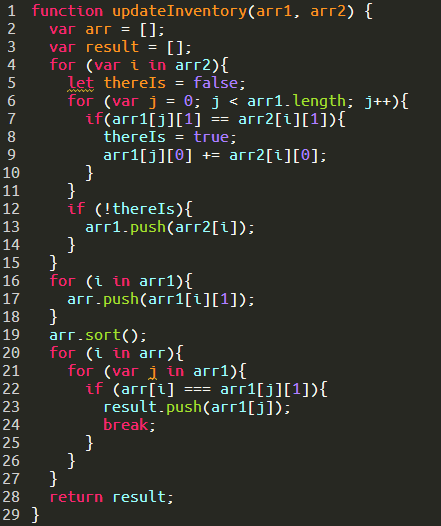 1 function updateInventory(arr1, arr2) {
2   var arr = [];
3   var result = [];
4   for (var i in arr2){
5     let thereIs = false;
6     for (var j = 0; j < arr1.length; j++){
7       if(arr1[j][1] == arr2[i][1]){
8         thereIs = true;
9         arr1[j][0] += arr2[i][0];
10       }
11     }
12     if (!thereIs){
13       arr1.push(arr2[i]);
14     }
15   }
16   for (i in arr1){
17     arr.push(arr1[i][1]);
18   }
19   arr.sort();
20   for (i in arr){
21     for (var j in arr1){
22       if (arr[i] === arr1[j][1]){
23         result.push(arr1[j]);
24         break;
25       }
26     }
27   }
28   return result;
29 }